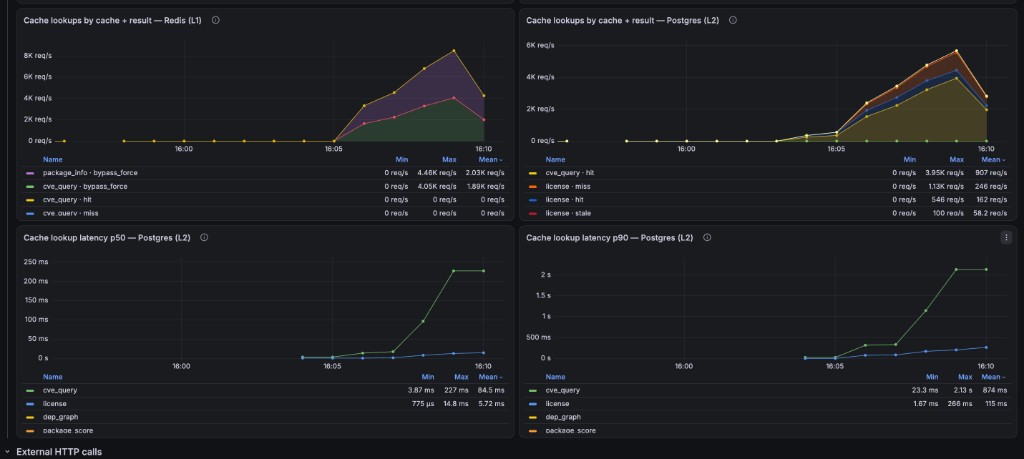 Cache lookups by cache + result — Redis (L1)
8K req/s
6K req/s
4K req/s
2K req/s
0 req/s
16:00 16:05 16:10
Name Min Max Mean
package_info · bypass_force 0 req/s 4.46K req/s 2.03K req/s
cve_query · bypass_force 0 req/s 4.05K req/s 1.89K req/s
cve_query · hit 0 req/s 0 req/s 0 req/s
cve_query · miss 0 req/s 0 req/s 0 req/s
Cache lookups by cache + result — Postgres (L2)
6K req/s
4K req/s
2K req/s
0 req/s
16:00 16:05 16:10
Name Min Max Mean
cve_query · hit 0 req/s 3.95K req/s 907 req/s
license · miss 0 req/s 1.13K req/s 246 req/s
license · hit 0 req/s 546 req/s 162 req/s
license · stale 0 req/s 100 req/s 58.2 req/s
Cache lookup latency p50 — Postgres (L2)
250 ms
200 ms
150 ms
100 ms
50 ms
0 s
16:00 16:05 16:10
Name Min Max Mean
cve_query 3.87 ms 227 ms 84.5 ms
license 775 µs 14.8 ms 5.72 ms
dep_graph
package_score
Cache lookup latency p90 — Postgres (L2)
2 s
1.5 s
1 s
500 ms
0 s
16:00 16:05 16:10
Name Min Max Mean
cve_query 23.3 ms 2.13 s 874 ms
license 1.67 ms 266 ms 115 ms
dep_graph
package_score
External HTTP calls